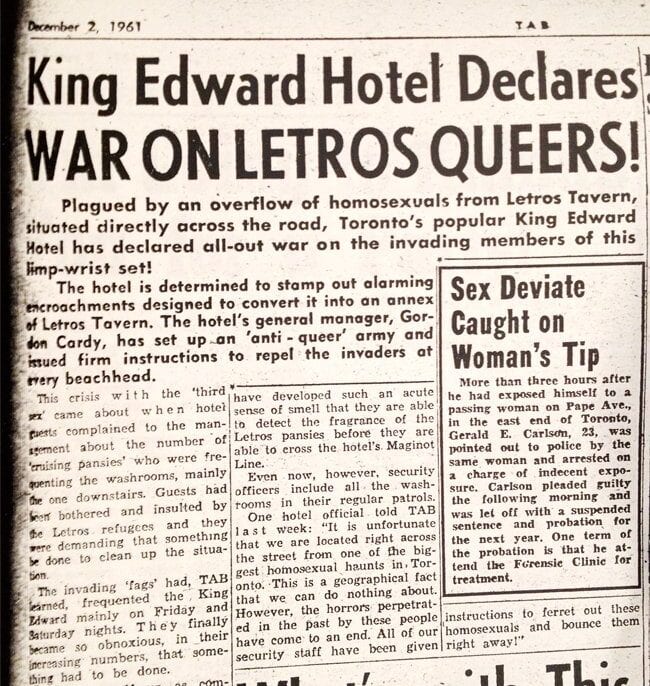 December 2, 1961
TAB
King Edward Hotel Declares
WAR ON LETROS QUEERS!
Plagued by an overflow of homosexuals from Letros Tavern,
situated directly across the road, Toronto's popular King Edward
Hotel has declared all-out war on the invading members of this
limp-wrist set!
The hotel is determined to stamp out alarming
encroachments designed to convert it into an annex
of Letros Tavern. The hotel's general manager, Gor-
don Cardy, has set up an 'anti-queer' army and
issued firm instructions to repel the invaders at
every beachhead.
This crisis with the 'third
sex' came about when hotel
guests complained to the man-
agement about the number of
'cruising pansies' who were fre-
quenting the washrooms, mainly
the one downstairs. Guests had
been bothered and insulted by
the Letros refugees and they
were demanding that something
be done to clean up the situa-
tion.
The invading 'fags' had, TAB
learned, frequented the King
Edward mainly on Friday and
Saturday nights. They finally
became so obnoxious, in their
increasing numbers, that some-
thing had to be done.
have developed such an acute
sense of smell that they are able
to detect the fragrance of the
Letros pansies before they are
able to cross the hotel's Maginot
Line.
Even now, however, security
officers include all the wash-
rooms in their regular patrols.
One hotel official told TAB
last week: "It is unfortunate
that we are located right across
the street from one of the big-
gest homosexual haunts in Tor-
onto. This is a geographical fact
that we can do nothing about.
However, the horrors perpetrat-
ed in the past by these people
have come to an end. All of our
security staff have been given
instructions to ferret out these
homosexuals and bounce them
right away!"
Sex Deviate
Caught on
Woman's Tip
More than three hours after
he had exposed himself to a
passing woman on Pape Ave.,
in the east end of Toronto,
Gerald E. Carlson, 23, was
pointed out to police by the
same woman and arrested on
a charge of indecent expo-
sure. Carlson pleaded guilty
the following morning and
was let off with a suspended
sentence and probation for
the next year. One term of
the probation is that he at-
tend the Forensic Clinic for
treatment.